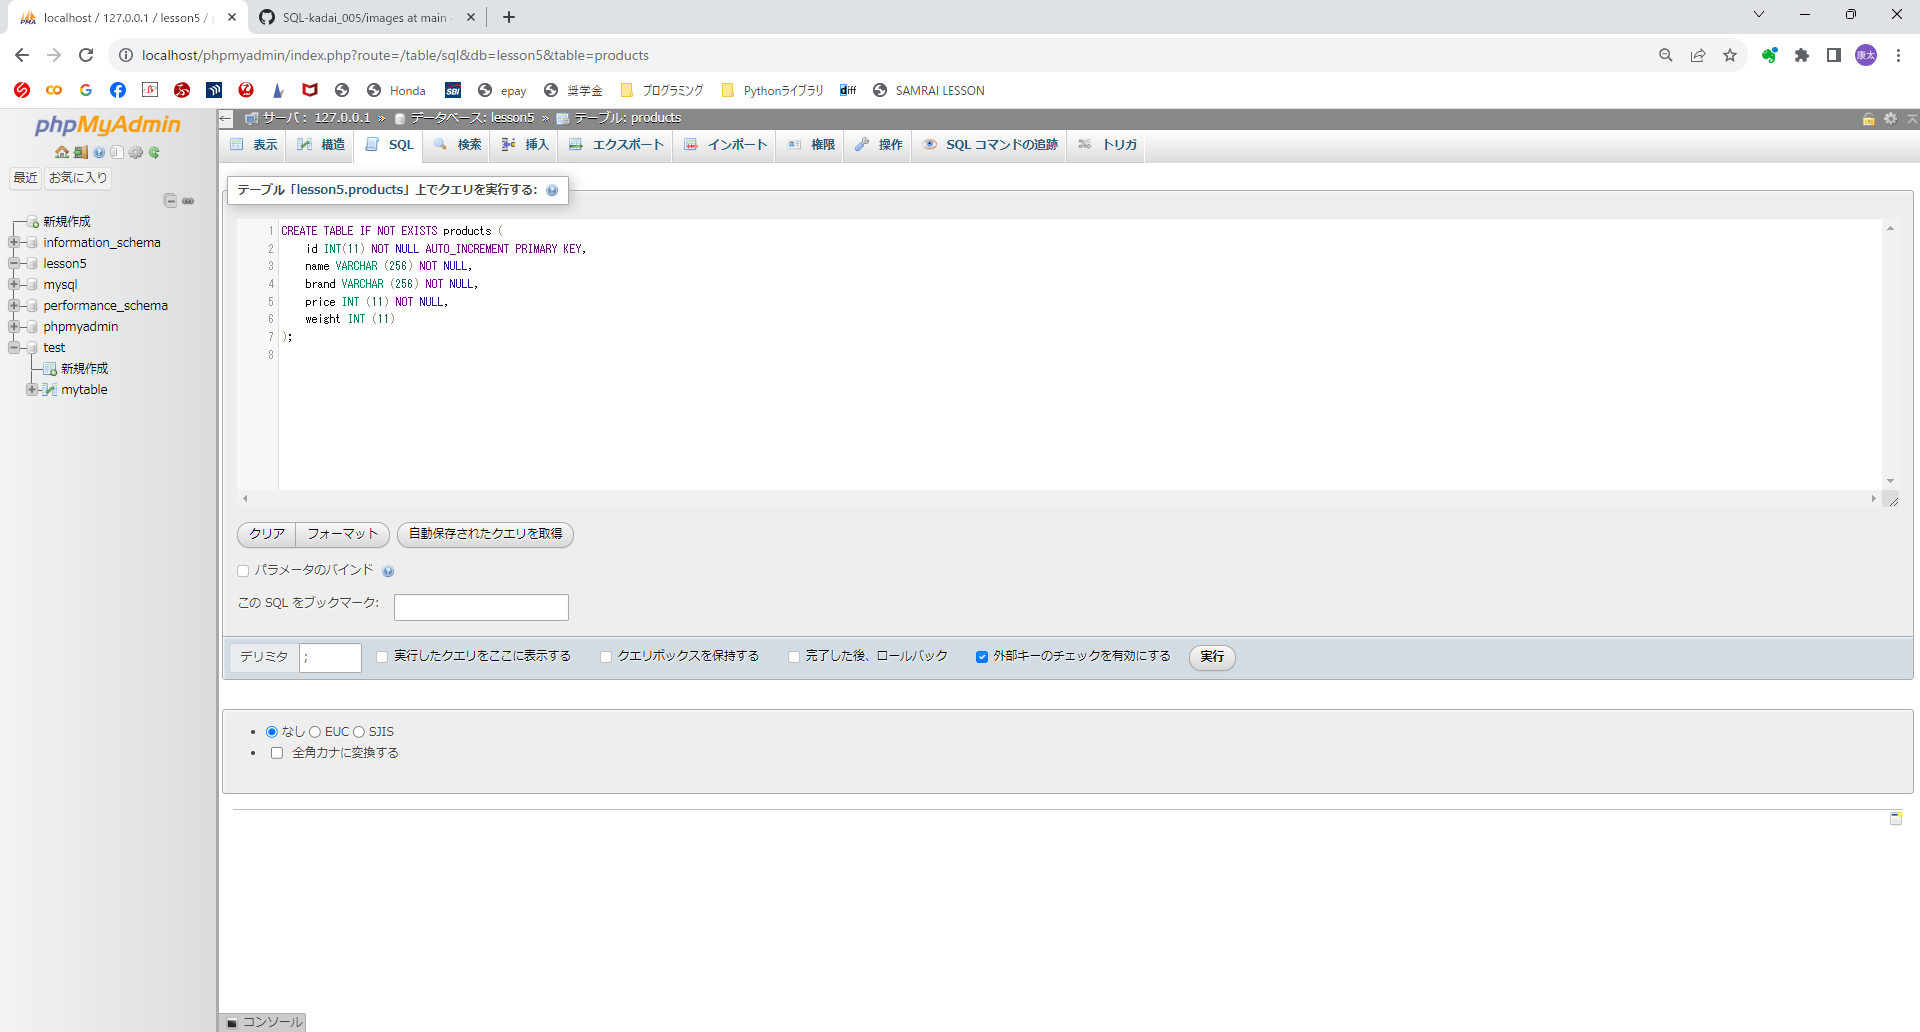 localhost / 127.0.0.1 / lesson5 /
SQL-kadai_005/images at main
localhost/phpmyadmin/index.php?route=/table/sql&db=lesson5&table=products
康太
Honda
SBI
epay
奨学金
プログラミング
Pythonライブラリ
diff
SAMRAI LESSON
phpMyAdmin
サーバ: 127.0.0.1 » データベース: lesson5 » テーブル: products
表示 構造 SQL 検索 挿入 エクスポート インポート 権限 操作 SQL コマンドの追跡 トリガ
最近 お気に入り
新規作成
information_schema
lesson5
mysql
performance_schema
phpmyadmin
test
新規作成
mytable
テーブル「lesson5.products」上でクエリを実行する:
1 CREATE TABLE IF NOT EXISTS products (
2 id INT(11) NOT NULL AUTO_INCREMENT PRIMARY KEY,
3 name VARCHAR (256) NOT NULL,
4 brand VARCHAR (256) NOT NULL,
5 price INT (11) NOT NULL,
6 weight INT (11)
7 );
8
クリア フォーマット 自動保存されたクエリを取得
パラメータのバインド
この SQL をブックマーク:
デリミタ ; 実行したクエリをここに表示する クエリボックスを保持する 完了した後、ロールバック 外部キーのチェックを有効にする 実行
なし EUC SJIS
全角カナに変換する
コンソール